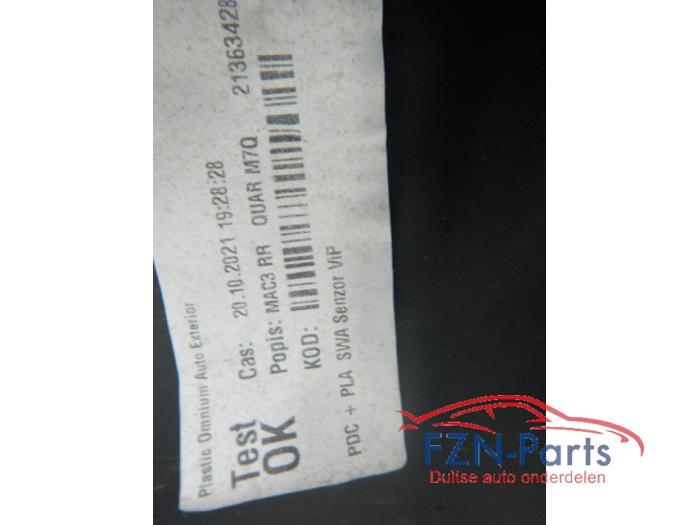 Plastic Omnium Auto Exterior
Test OK
Cas: 20.10.2021 19:28:28
Popis: MAC3 RR QUAR M7Q 21363428
KOD:
PDC + PLA SWA Senzor ViP
FZN-Parts
Duitse auto onderdelen